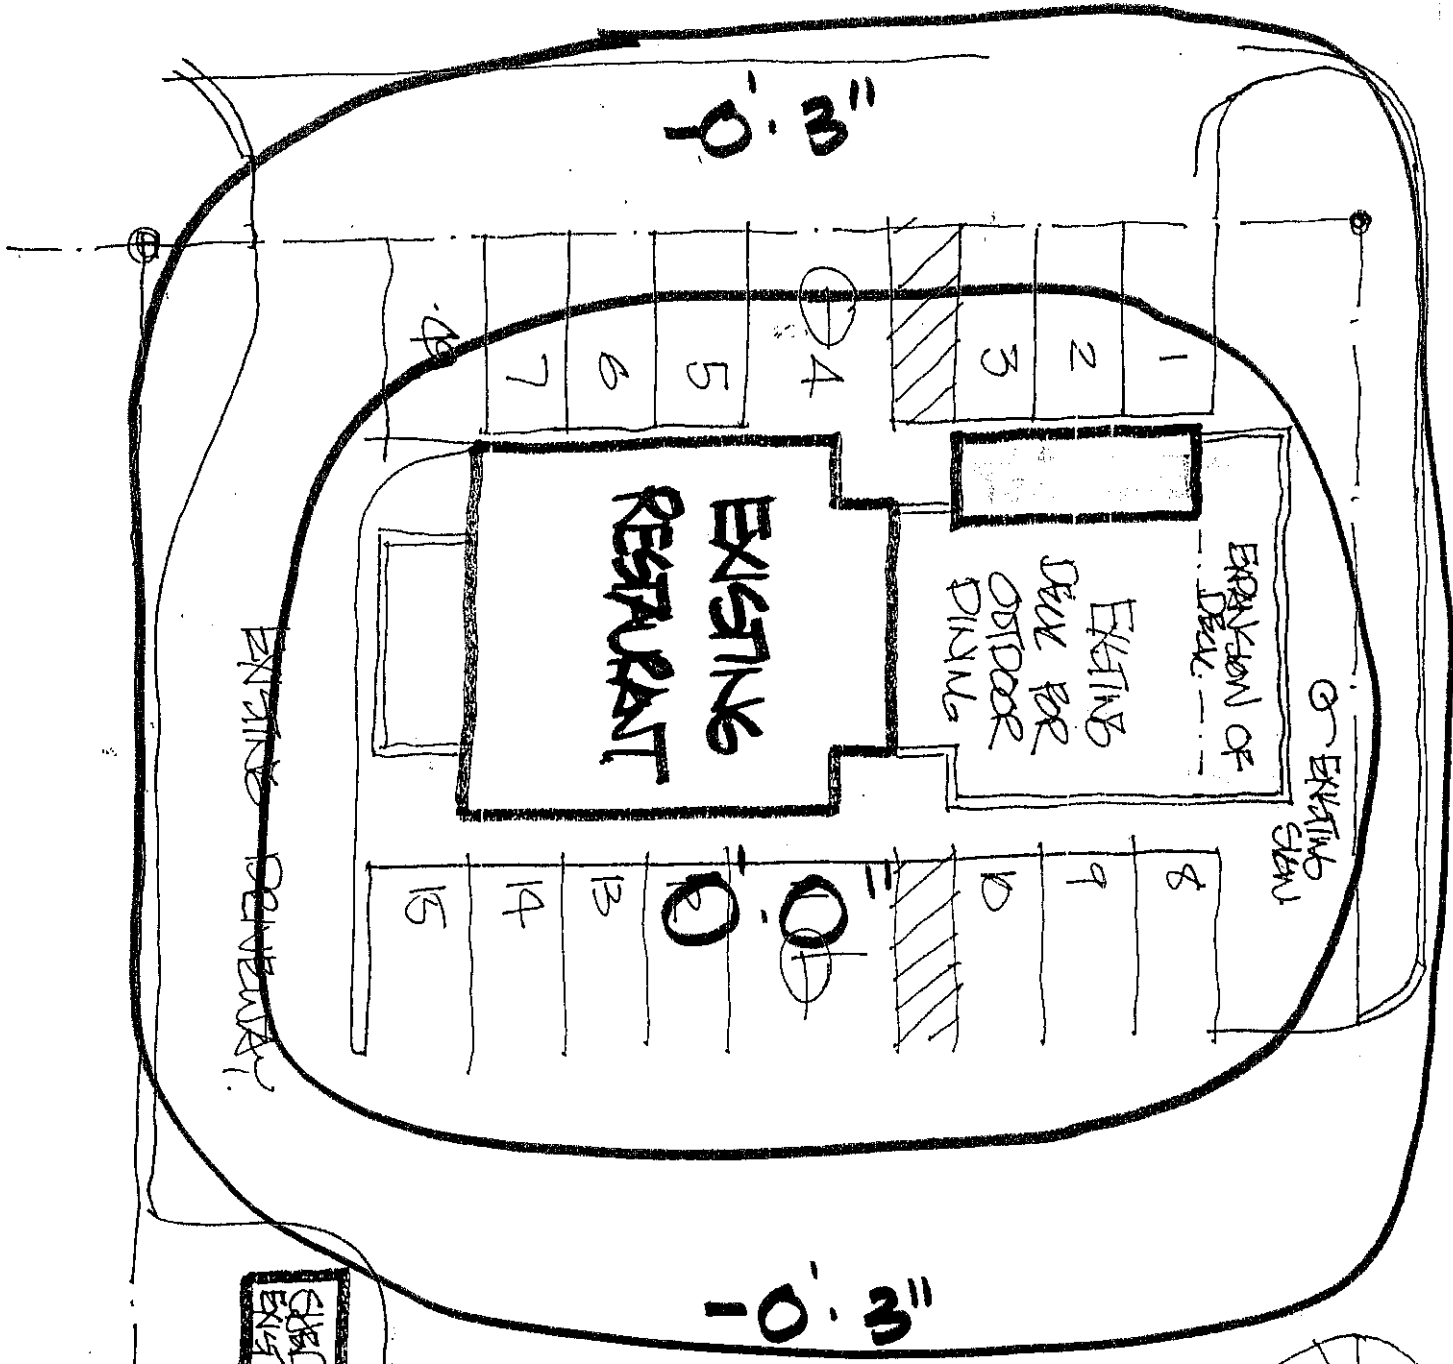 -0'·3"
1
2
3
4
5
6
7
EXISTING
RESTAURANT
EXISTING
DECK FOR
OUTDOOR
DINING
EXPANSION OF
DECK
EXISTING
SIGN
EXISTING DRIVEWAY.
8
9
10
0'·0"
13
14
15
-0'·3"